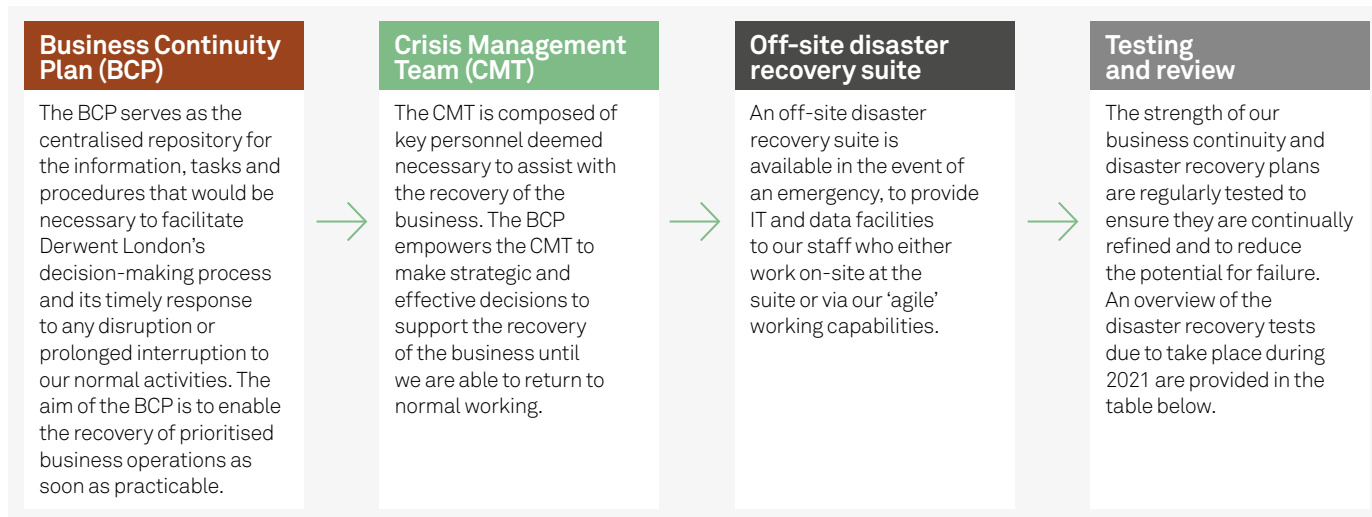 Business Continuity
Plan (BCP)
The BCP serves as the
centralised repository for
the information, tasks and
procedures that would be
necessary to facilitate
Derwent London’s
decision-making process
and its timely response
to any disruption or
prolonged interruption to
our normal activities. The
aim of the BCP is to enable
the recovery of prioritised
business operations as
soon as practicable.
Crisis Management
Team (CMT)
The CMT is composed of
key personnel deemed
necessary to assist with
the recovery of the
business. The BCP
empowers the CMT to
make strategic and
effective decisions to
support the recovery
of the business until
we are able to return to
normal working.
Off-site disaster
recovery suite
An off-site disaster
recovery suite is
available in the event of
an emergency, to provide
IT and data facilities
to our staff who either
work on-site at the
suite or via our ‘agile’
working capabilities.
Testing
and review
The strength of our
business continuity and
disaster recovery plans
are regularly tested to
ensure they are continually
refined and to reduce
the potential for failure.
An overview of the
disaster recovery tests
due to take place during
2021 are provided in the
table below.